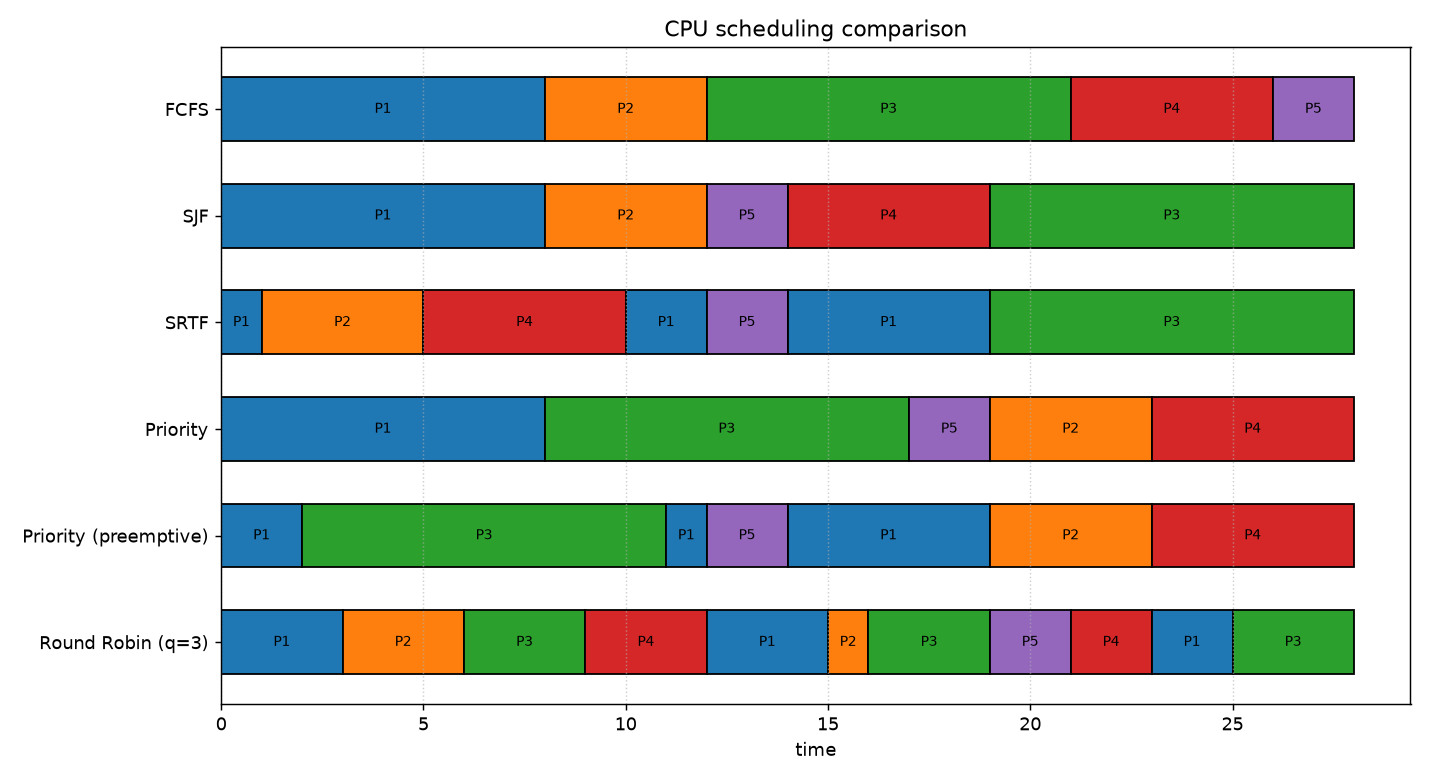 CPU scheduling comparison
FCFS P1 P2 P3 P4 P5
SJF P1 P2 P5 P4 P3
SRTF P1 P2 P4 P1 P5 P1 P3
Priority P1 P3 P5 P2 P4
Priority (preemptive) P1 P3 P1 P5 P1 P2 P4
Round Robin (q=3) P1 P2 P3 P4 P1 P2 P3 P5 P4 P1 P3
0 5 10 15 20 25
time